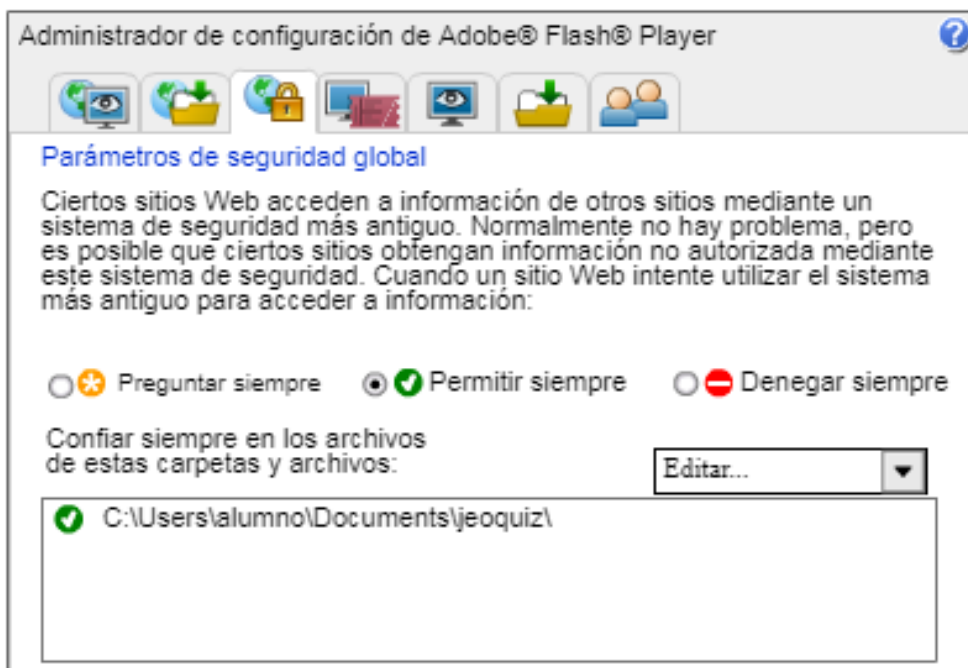 Administrador de configuración de Adobe® Flash® Player
Parámetros de seguridad global
Ciertos sitios Web acceden a información de otros sitios mediante un
sistema de seguridad más antiguo. Normalmente no hay problema, pero
es posible que ciertos sitios obtengan información no autorizada mediante
este sistema de seguridad. Cuando un sitio Web intente utilizar el sistema
más antiguo para acceder a información:
Preguntar siempre Permitir siempre Denegar siempre
Confiar siempre en los archivos
de estas carpetas y archivos:
Editar...
C:\Users\alumno\Documents\jeoquiz\